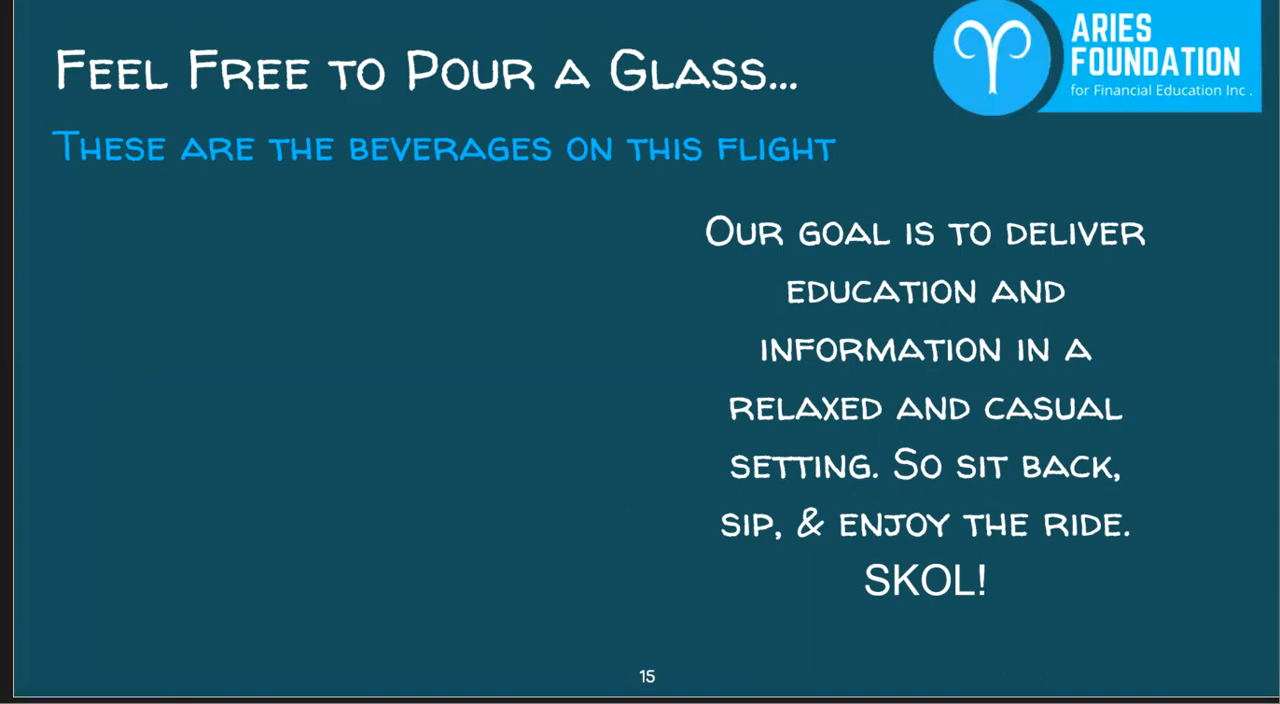 Feel Free to Pour a Glass...
These are the beverages on this flight
ARIES
FOUNDATION
for Financial Education Inc .
Our goal is to deliver
education and
information in a
relaxed and casual
setting. So sit back,
sip, & enjoy the ride.
SKOL!
15